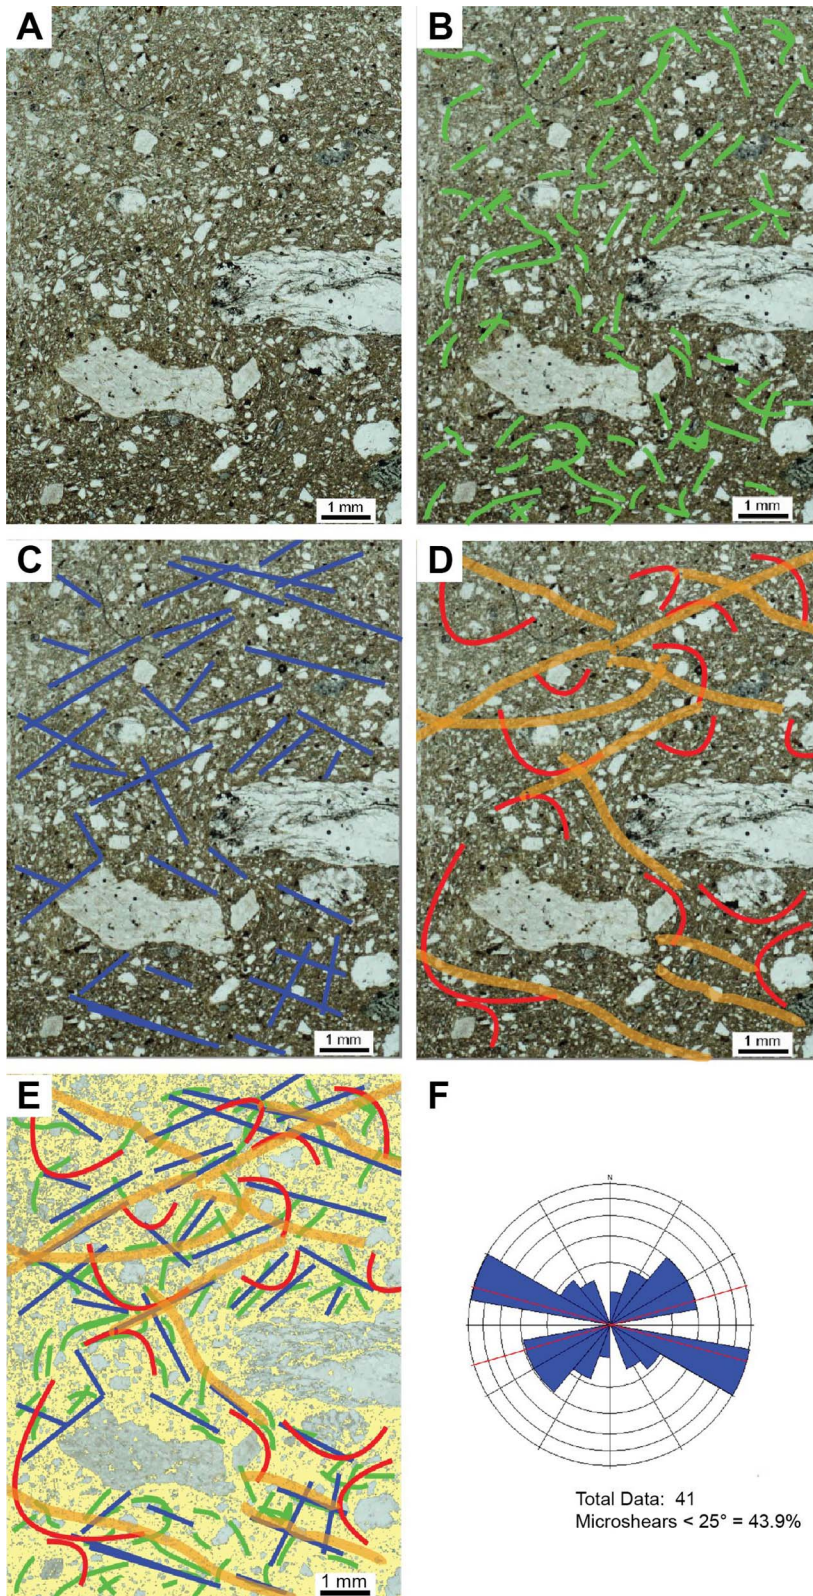 A
B
1 mm
1 mm
C
D
1 mm
1 mm
E
F
N
Total Data: 41
Microshears < 25° = 43.9%
1 mm